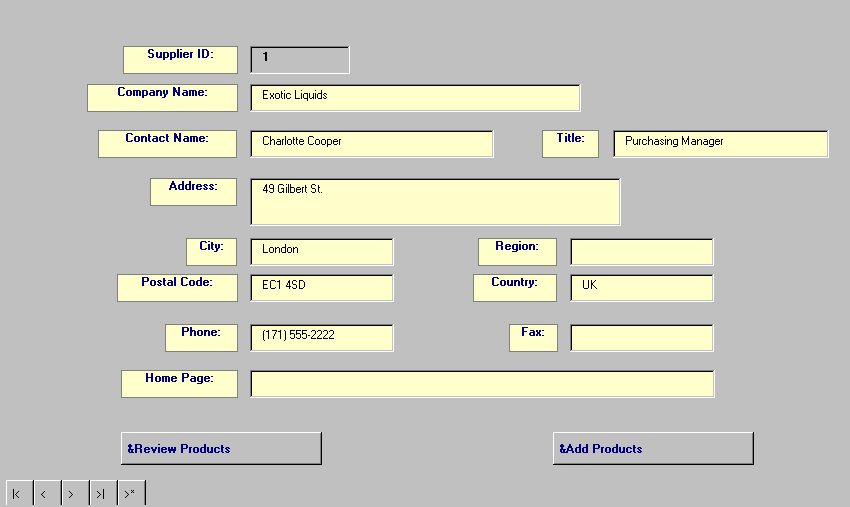 Supplier ID: 1
Company Name: Exotic Liquids
Contact Name: Charlotte Cooper Title: Purchasing Manager
Address: 49 Gilbert St.
City: London Region:
Postal Code: EC1 4SD Country: UK
Phone: (171) 555-2222 Fax:
Home Page:
&Review Products &Add Products
|< < > >| >*